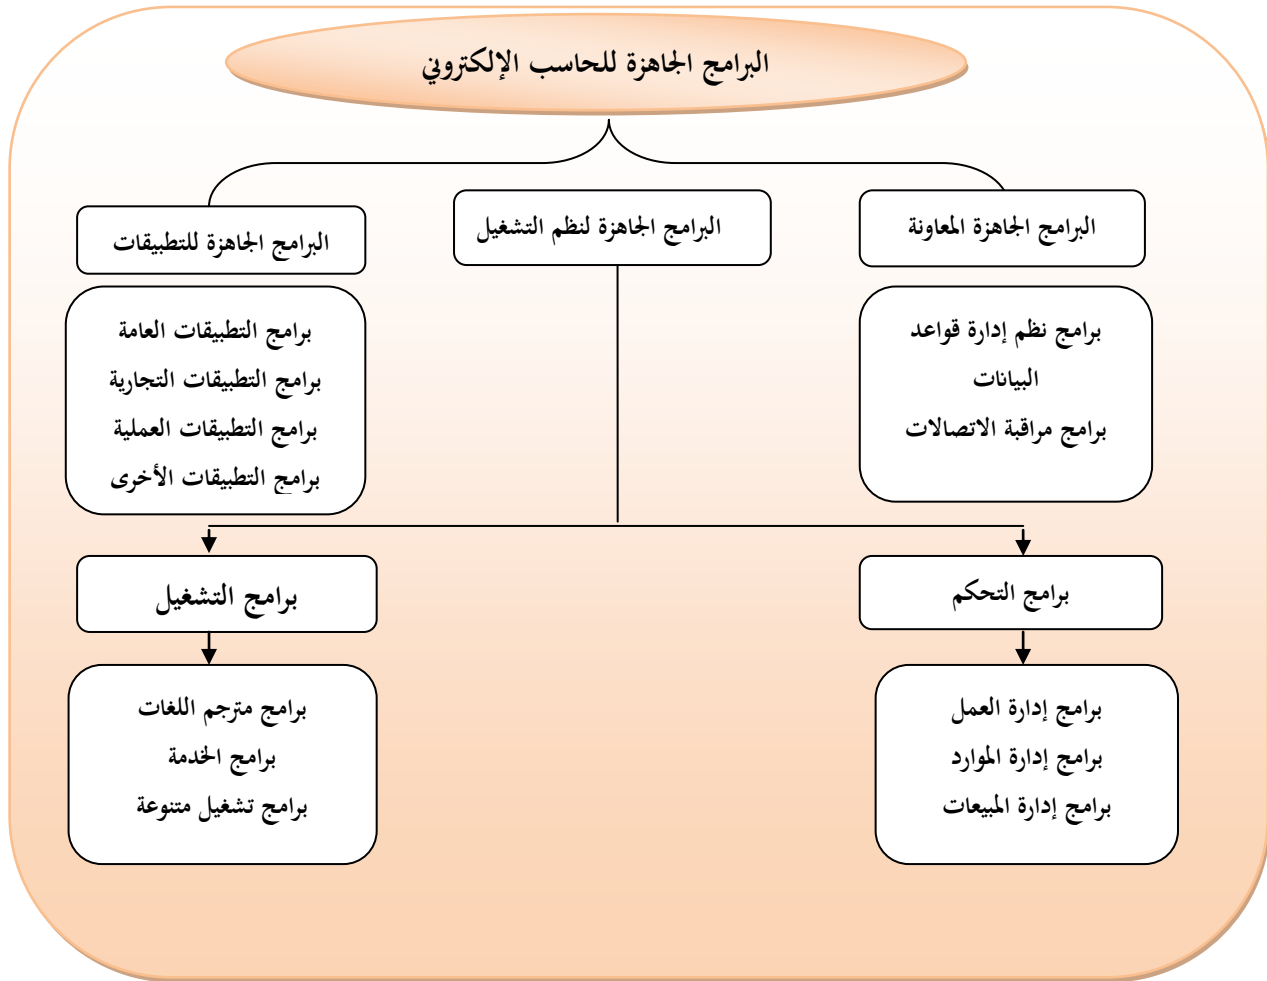 البرامج الجاهزة للحاسب الإلكتروني
البرامج الجاهزة المعاونة
البرامج الجاهزة لنظم التشغيل
البرامج الجاهزة للتطبيقات
برامج نظم إدارة قواعد
البيانات
برامج مراقبة الاتصالات
برامج التطبيقات العامة
برامج التطبيقات التجارية
برامج التطبيقات العملية
برامج التطبيقات الأخرى
برامج التحكم
برامج التشغيل
برامج إدارة العمل
برامج إدارة الموارد
برامج إدارة المبيعات
برامج مترجم اللغات
برامج الخدمة
برامج تشغيل متنوعة